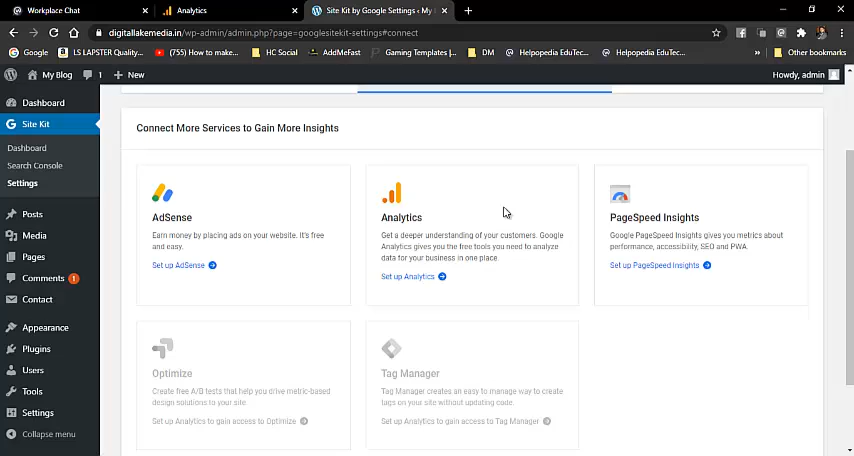 Workplace Chat
Analytics
Site Kit by Google Settings ‹ My
digitallakemedia.in/wp-admin/admin.php?page=googlesitekit-settings#connect
Google
LS LAPSTER Quality...
(755) How to make...
HC Social
AddMeFast
Gaming Templates |...
DM
Helpopedia EduTec...
Helpopedia EduTec...
»
Other bookmarks
My Blog
1
+ New
Howdy, admin
Dashboard
Site Kit
Dashboard
Search Console
Settings
Posts
Media
Pages
Comments 1
Contact
Appearance
Plugins
Users
Tools
Settings
Collapse menu
Connect More Services to Gain More Insights
AdSense
Earn money by placing ads on your website. It's free
and easy.
Set up AdSense
Analytics
Get a deeper understanding of your customers. Google
Analytics gives you the free tools you need to analyze
data for your business in one place.
Set up Analytics
PageSpeed Insights
Google PageSpeed Insights gives you metrics about
performance, accessibility, SEO and PWA.
Set up PageSpeed Insights
Optimize
Create free A/B tests that help you drive metric-based
design solutions to your site.
Set up Analytics to gain access to Optimize
Tag Manager
Tag Manager creates an easy to manage way to create
tags on your site without updating code.
Set up Analytics to gain access to Tag Manager